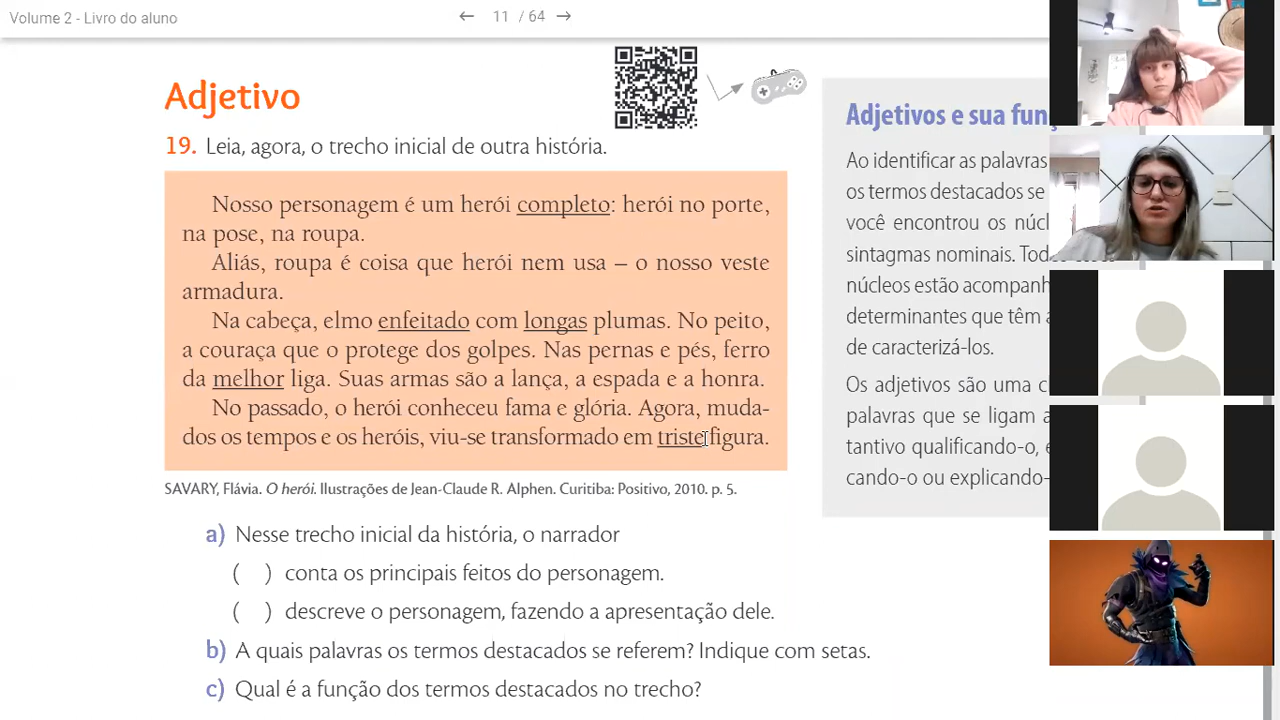 Volume 2 - Livro do aluno
11 / 64
Adjetivo
19. Leia, agora, o trecho inicial de outra história.
Nosso personagem é um herói completo: herói no porte,
na pose, na roupa.
Aliás, roupa é coisa que herói nem usa – o nosso veste
armadura.
Na cabeça, elmo enfeitado com longas plumas. No peito,
a couraça que o protege dos golpes. Nas pernas e pés, ferro
da melhor liga. Suas armas são a lança, a espada e a honra.
No passado, o herói conheceu fama e glória. Agora, muda-
dos os tempos e os heróis, viu-se transformado em triste figura.
SAVARY, Flávia. O herói. Ilustrações de Jean-Claude R. Alphen. Curitiba: Positivo, 2010. p. 5.
a) Nesse trecho inicial da história, o narrador
( ) conta os principais feitos do personagem.
( ) descreve o personagem, fazendo a apresentação dele.
b) A quais palavras os termos destacados se referem? Indique com setas.
c) Qual é a função dos termos destacados no trecho?
Adjetivos e sua
Ao identificar as palavras
os termos destacados se
você encontrou os
sintagmas nominais.
núcleos estão
determinantes que têm
de caracterizá-los.
Os adjetivos são uma
palavras que se ligam
tantivo qualificando-o,
cando-o ou